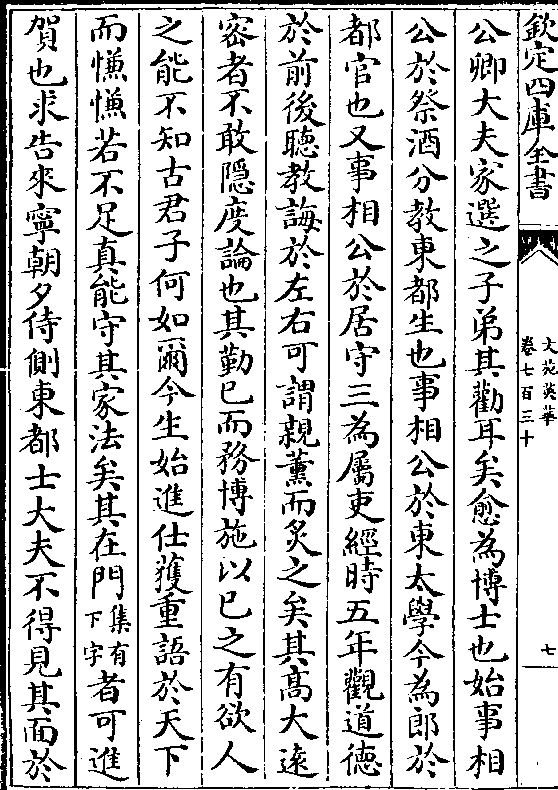 欽定四庫全書
文苑英華
卷七百三十
七
公卿大夫家選之子弟其勸耳矣愈為博士也始事相
公於祭酒分教東都生也事相公於東太學今為郎於
都官也又事相公於居守三為屬吏經時五年觀道德
於前後聽教誨於左右可謂親薫而炙之矣其髙大逺
密者不敢隠度論也其勤已而務博施以已之有欲人
之能不知古君子何如爾今生始進仕獲重語於天下
而慊慊若不足真能守其家法矣其在門集有下字者可進
賀也求告來寧朝夕侍側東都士大夫不得見其面於